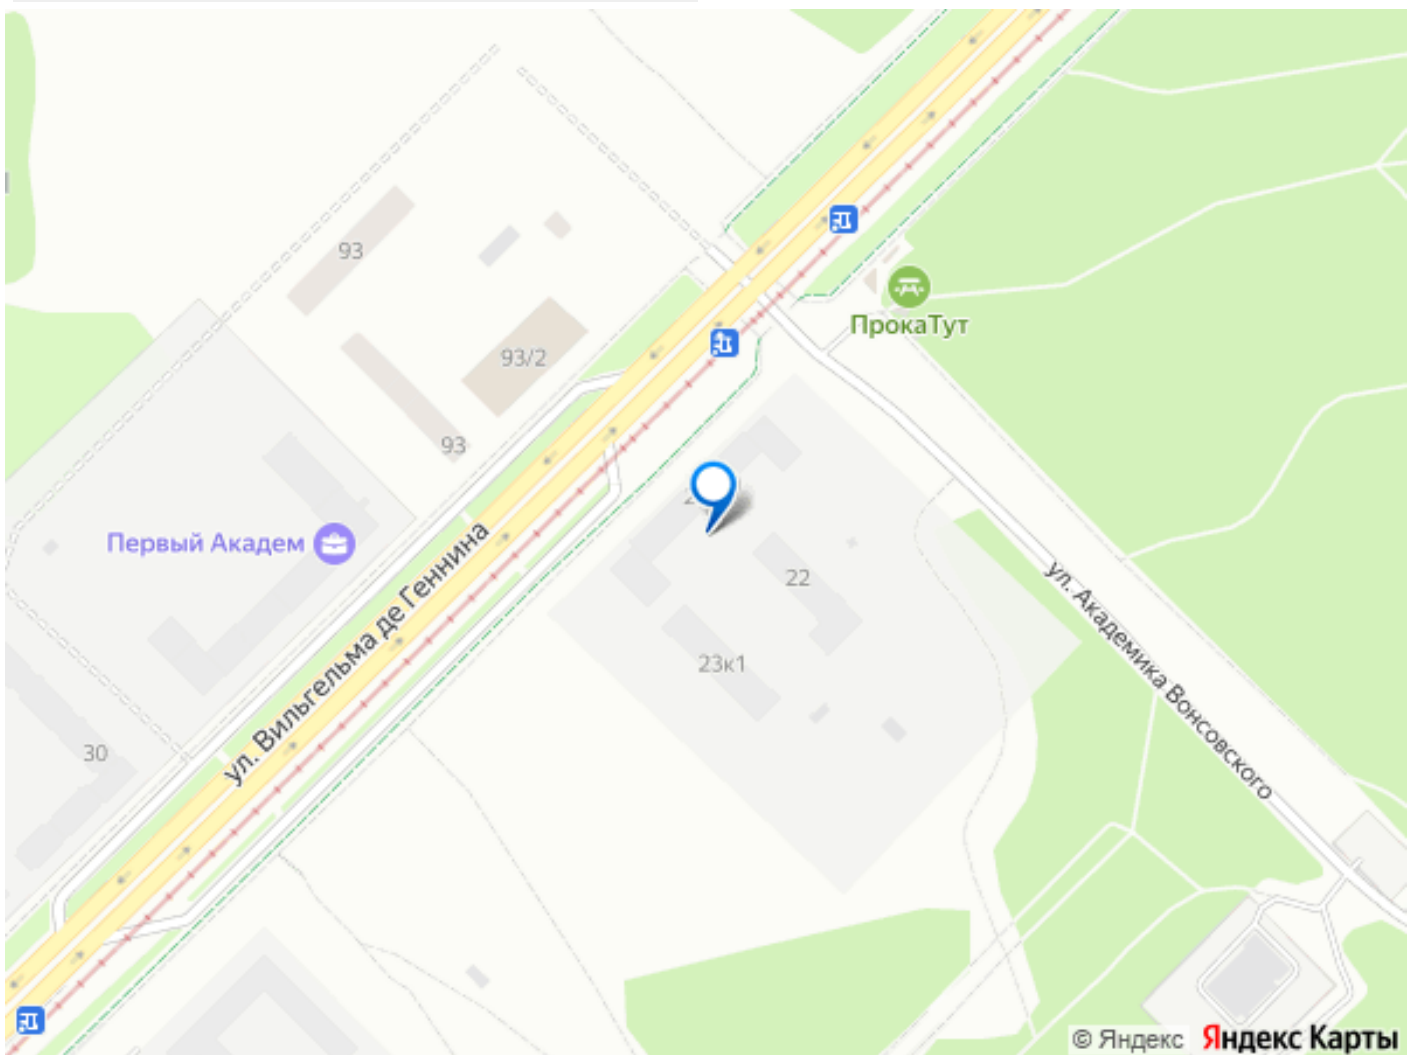 93
93/2
ПрокаТут
93
Первый Академ
22
23к1
ул. Вильгельма де Геннина
ул. Академика Вонсовского
30
© Яндекс Яндекс Карты